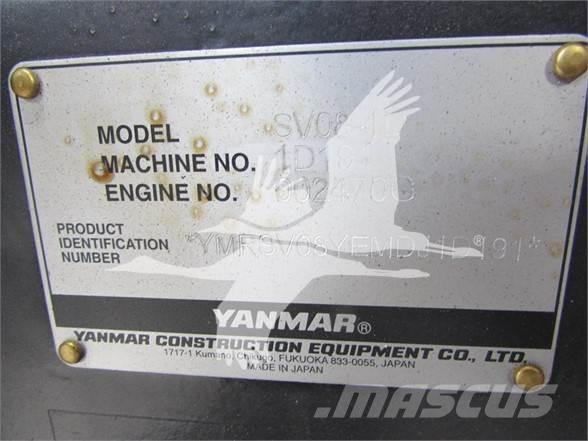 MODEL
MACHINE NO.
ENGINE NO.
PRODUCT
IDENTIFICATION
NUMBER
YANMAR®
YANMAR CONSTRUCTION EQUIPMENT CO., LTD.
1717-1 Kumano, Chikugo, FUKUOKA 833-0055, JAPAN
MADE IN JAPAN
MASCUS